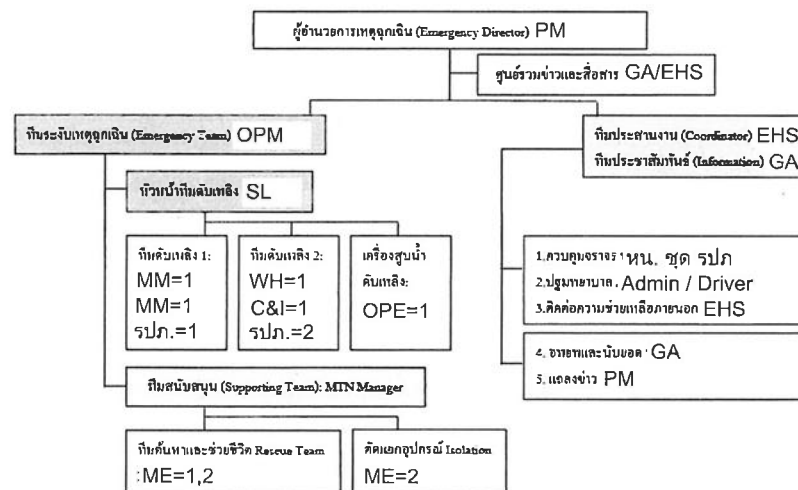 ผู้อำนวยการเหตุฉุกเฉิน (Emergency Director) PM
ศูนย์รวมข่าวและสื่อสาร GA/EHS
ทีมระงับเหตุฉุกเฉิน (Emergency Team) OPM
ทีมประสานงาน (Coordinator) EHS
ทีมประชาสัมพันธ์ (Information) GA
หัวหน้าทีมดับเพลิง SL
ทีมดับเพลิง 1:
MM=1
MM=1
รปภ.=1
ทีมดับเพลิง 2:
WH=1
C&I=1
รปภ.=2
เครื่องสูบน้ำ
ดับเพลิง:
OPE=1
1.ควบคุมจราจร หน. ชุด รปภ
2.ปฐมพยาบาล. Admin / Driver
3.ติดต่อความช่วยเหลือภายนอก EHS
4. อพยพและนับยอด GA
5. แถลงข่าว PM
ทีมสนับสนุน (Supporting Team): MTN Manager
ทีมค้นหาและช่วยชีวิต Rescue Team
:ME=1,2
ตัดแยกอุปกรณ์ Isolation
ME=2